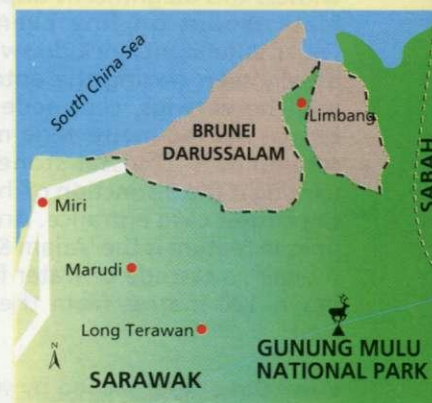 South China Sea
BRUNEI
DARUSSALAM
Limbang
SABAH
Miri
Marudi
Long Terawan
N
GUNUNG MULU
NATIONAL PARK
SARAWAK